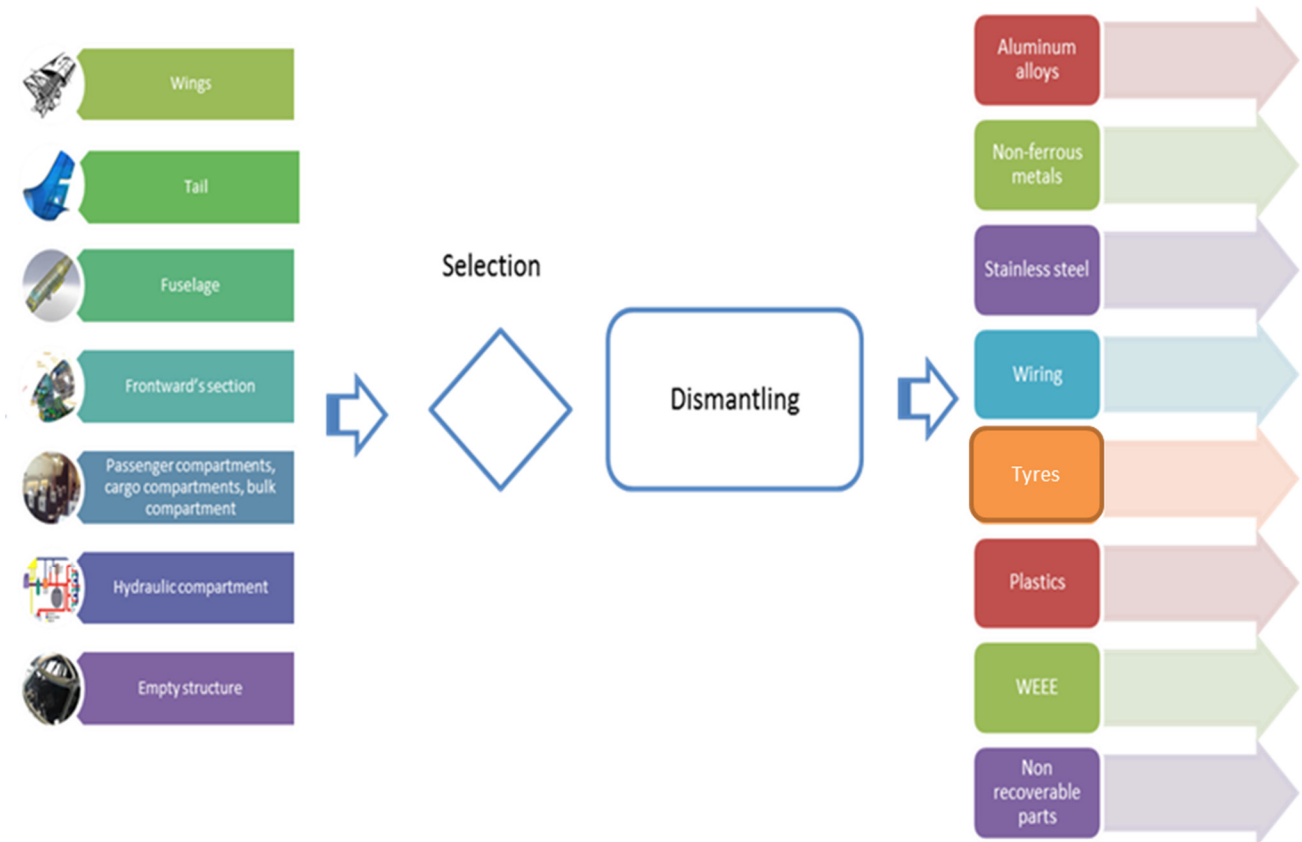 Wings
Tail
Fuselage
Frontward's section
Passenger compartments,
cargo compartments, bulk
compartment
Hydraulic compartment
Empty structure
Selection
Dismantling
Aluminum
alloys
Non-ferrous
metals
Stainless steel
Wiring
Tyres
Plastics
WEEE
Non
recoverable
parts